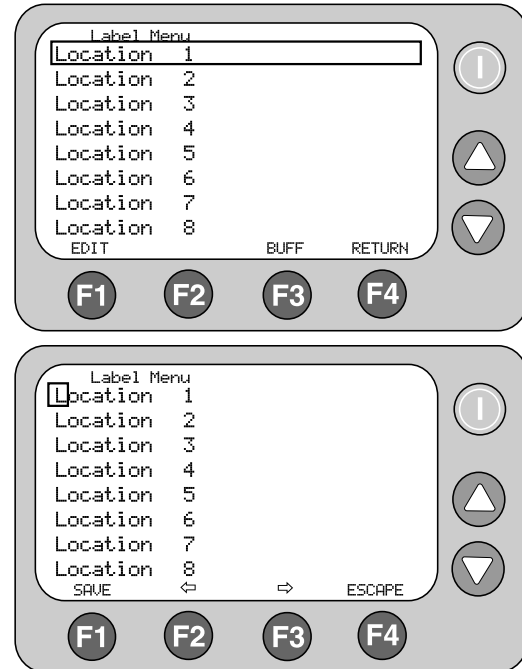 Label Menu
Location 1
Location 2
Location 3
Location 4
Location 5
Location 6
Location 7
Location 8
EDIT BUFF RETURN
F1 F2 F3 F4
Label Menu
Location 1
Location 2
Location 3
Location 4
Location 5
Location 6
Location 7
Location 8
SAVE ⇦ ⇨ ESCAPE
F1 F2 F3 F4